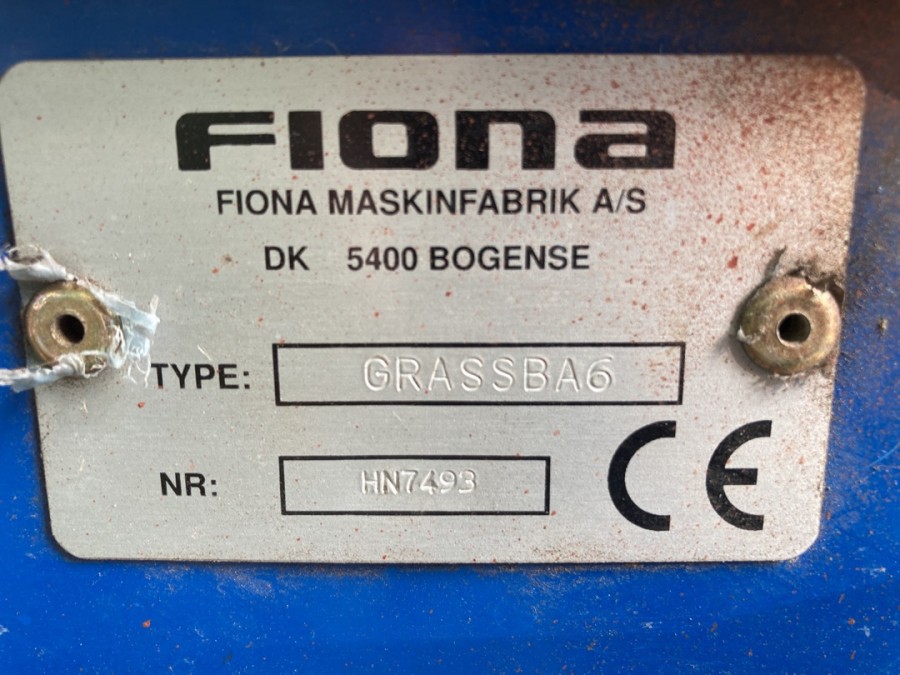 Fiona
FIONA MASKINFABRIK A/S
DK 5400 BOGENSE
TYPE: GRASSBA6
NR: HN7493
CE